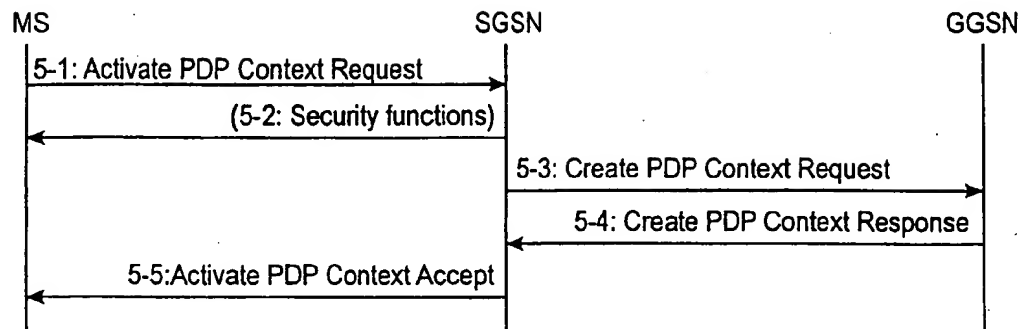 MS SGSN GGSN
5-1: Activate PDP Context Request
(5-2: Security functions)
5-3: Create PDP Context Request
5-4: Create PDP Context Response
5-5:Activate PDP Context Accept